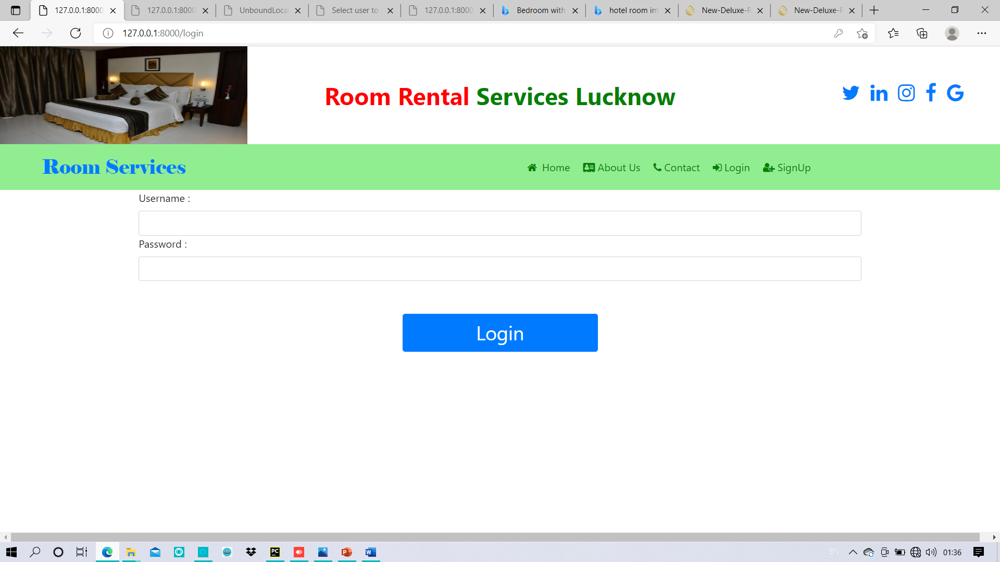 127.0.0.1:8000
127.0.0.1:8000
UnboundLoca
Select user to
127.0.0.1:8000
Bedroom with
hotel room im
New-Deluxe-R
New-Deluxe-R
127.0.0.1:8000/login
Room Rental Services Lucknow
Room Services
Home
About Us
Contact
Login
SignUp
Username :
Password :
Login
EN
01:36